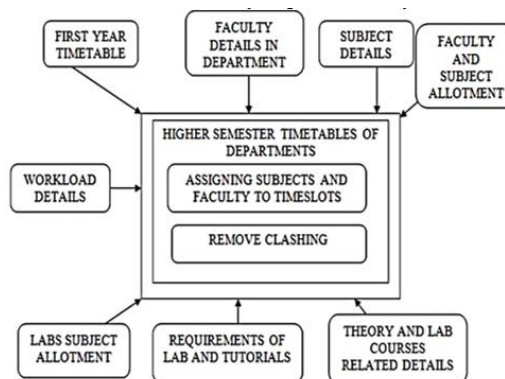 FIRST YEAR
TIMETABLE
FACULTY
DETAILS IN
DEPARTMENT
SUBJECT
DETAILS
FACULTY
AND
SUBJECT
ALLOTMENT
HIGHER SEMESTER TIMETABLES OF
DEPARTMENTS
WORKLOAD
DETAILS
ASSIGNING SUBJECTS AND
FACULTY TO TIMESLOTS
REMOVE CLASHING
LABS SUBJECT
ALLOTMENT
REQUIREMENTS OF
LAB AND TUTORIALS
THEORY AND LAB
COURSES
RELATED DETAILS